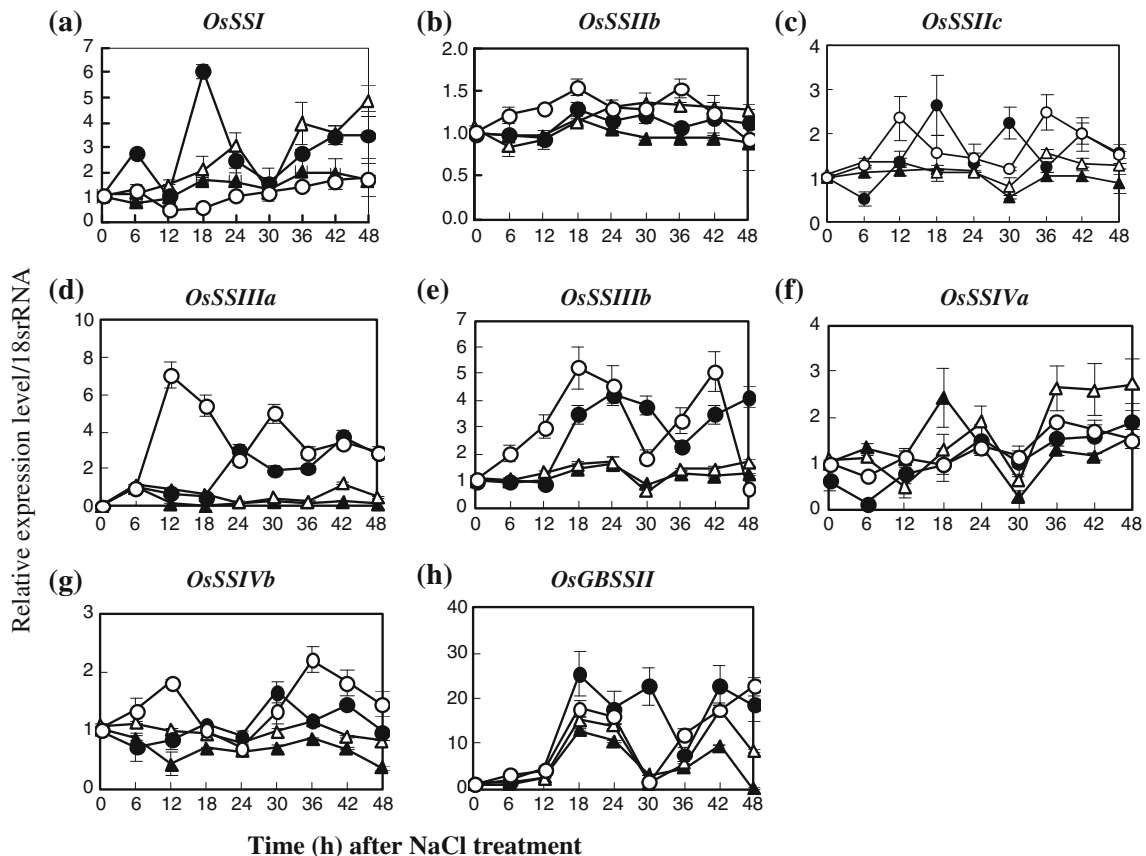 (a) OsSSI
(b) OsSSIIb
(c) OsSSIIc
7
6
5
4
3
2
1
0
0 6 12 18 24 30 36 42 48
2.0
1.5
1.0
0.5
0.0
0 6 12 18 24 30 36 42 48
4
3
2
1
0
0 6 12 18 24 30 36 42 48
Relative expression level/18srRNA
(d) OsSSIIIa
(e) OsSSIIIb
(f) OsSSIVa
10
8
6
4
2
0
0 6 12 18 24 30 36 42 48
7
6
5
4
3
2
1
0
0 6 12 18 24 30 36 42 48
4
3
2
1
0
0 6 12 18 24 30 36 42 48
(g) OsSSIVb
(h) OsGBSSII
3
2
1
0
0 6 12 18 24 30 36 42 48
40
30
20
10
0
0 6 12 18 24 30 36 42 48
Time (h) after NaCl treatment